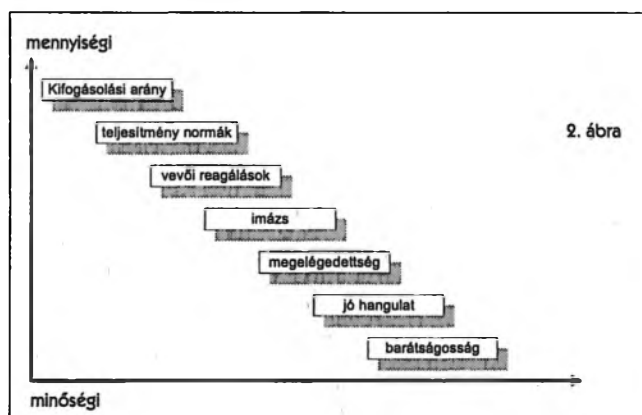 mennyiségi
Kifogásolási arány
teljesítmény normák
2. ábra
vevői reagálások
imázs
megelégedettség
jó hangulat
barátságosság
minőségi